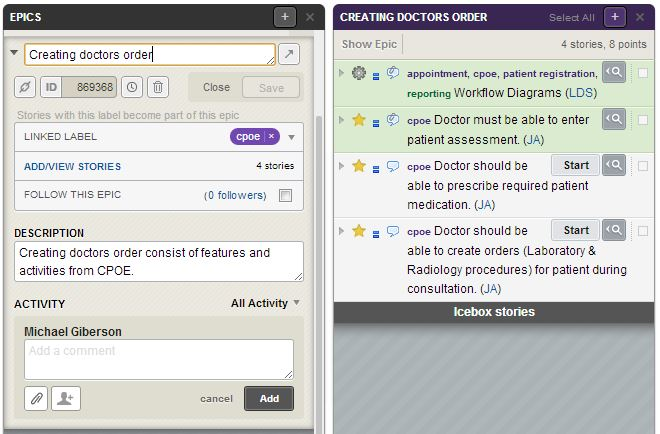 EPICS
Creating doctors order
ID 869368
Close Save
Stories with this label become part of this epic
LINKED LABEL cpoe ×
ADD/VIEW STORIES 4 stories
FOLLOW THIS EPIC (0 followers)
DESCRIPTION
Creating doctors order consist of features and
activities from CPOE.
ACTIVITY All Activity
Michael Giberson
Add a comment
cancel Add
CREATING DOCTORS ORDER Select All
Show Epic 4 stories, 8 points
appointment, cpoe, patient registration,
reporting Workflow Diagrams (LDS)
cpoe Doctor must be able to enter
patient assessment. (JA)
cpoe Doctor should be Start
able to prescribe required patient
medication. (JA)
cpoe Doctor should be Start
able to create orders (Laboratory &
Radiology procedures) for patient during
consultation. (JA)
Icebox stories